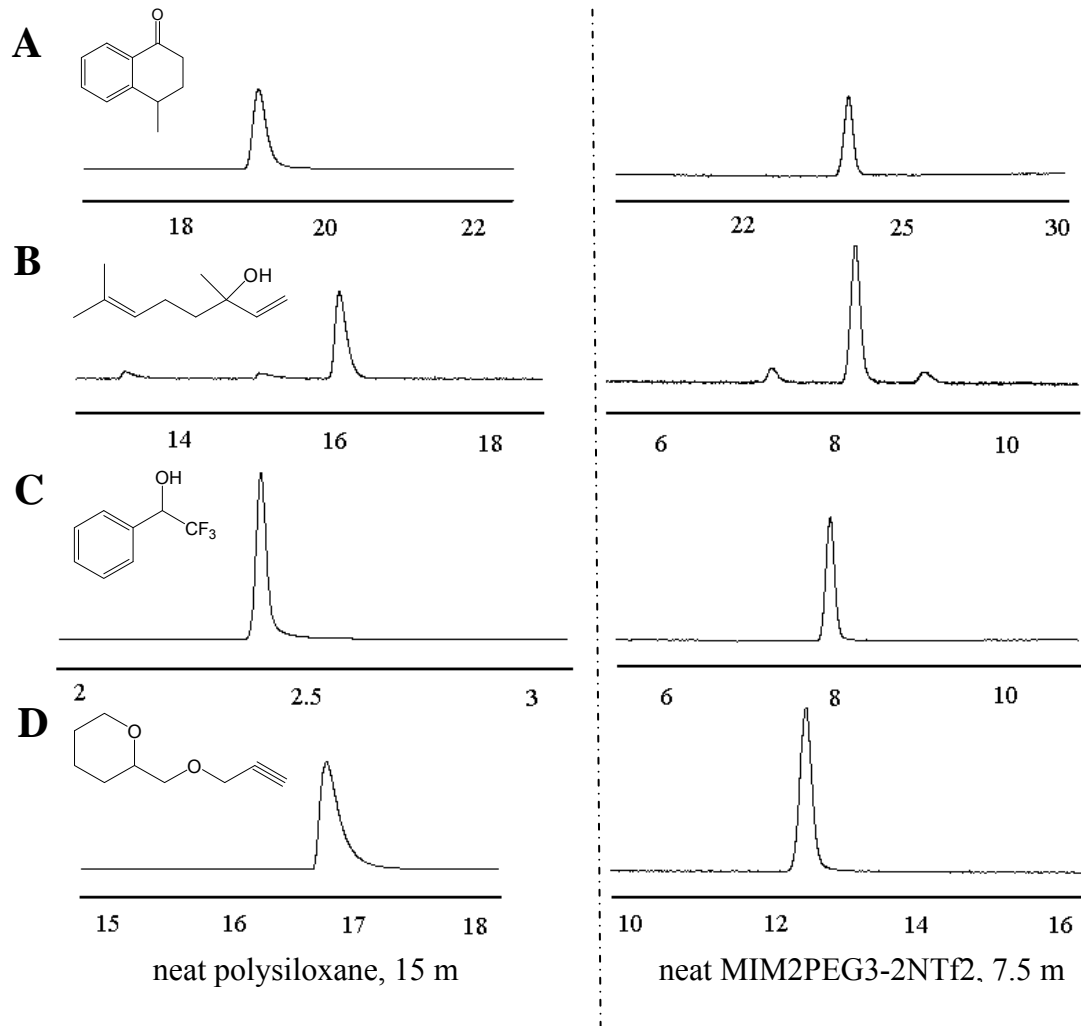 A
O
18 20 22
22 25 30
B
OH
14 16 18
6 8 10
C
OH
CF3
2 2.5 3
6 8 10
D
O
O
15 16 17 18
10 12 14 16
neat polysiloxane, 15 m
neat MIM2PEG3-2NTf2, 7.5 m